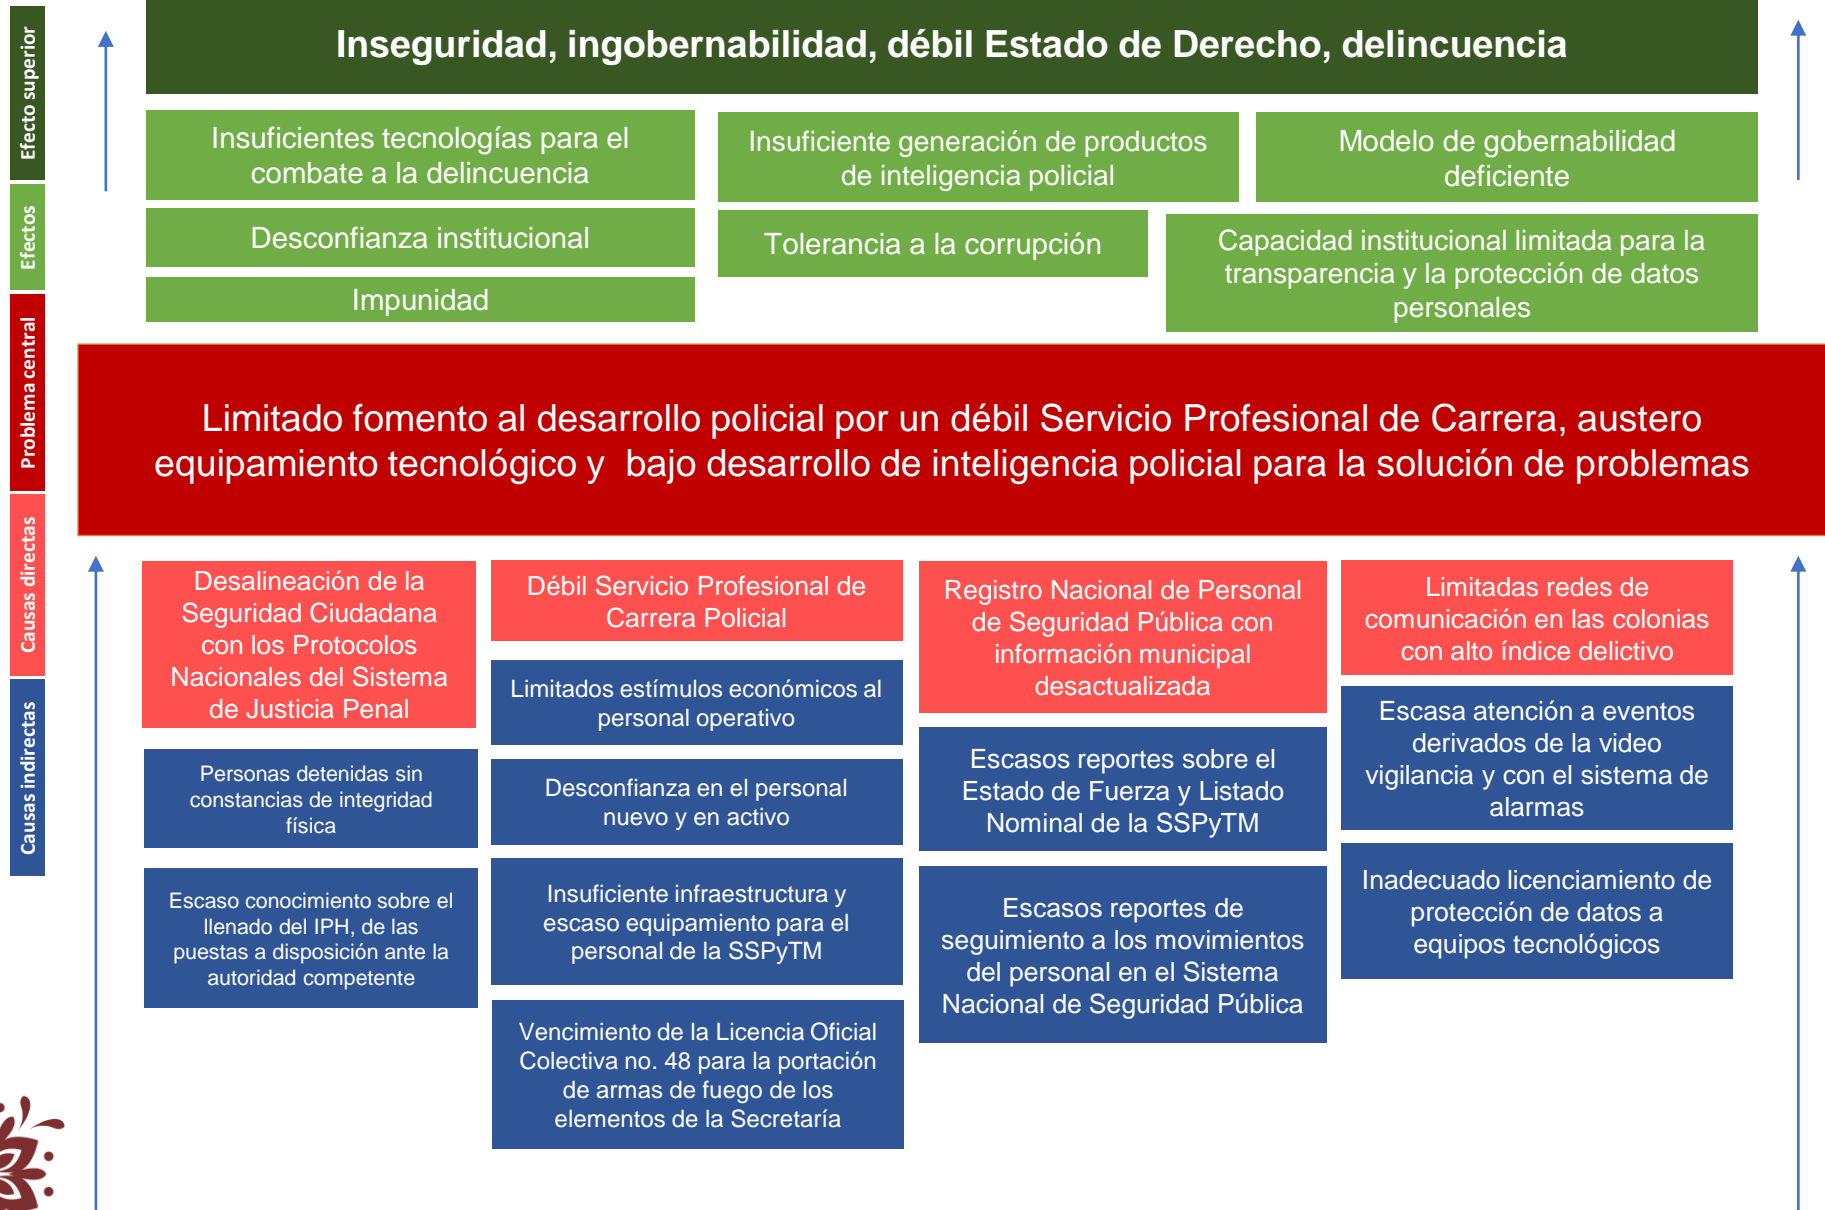 Efecto superior
Inseguridad, ingobernabilidad, débil Estado de Derecho, delincuencia
Efectos
Insuficientes tecnologías para el
combate a la delincuencia
Insuficiente generación de productos
de inteligencia policial
Modelo de gobernabilidad
deficiente
Desconfianza institucional
Tolerancia a la corrupción
Capacidad institucional limitada para la
transparencia y la protección de datos
personales
Impunidad
Problema central
Limitado fomento al desarrollo policial por un débil Servicio Profesional de Carrera, austero
equipamiento tecnológico y  bajo desarrollo de inteligencia policial para la solución de problemas
Causas directas
Desalineación de la
Seguridad Ciudadana
con los Protocolos
Nacionales del Sistema
de Justicia Penal
Débil Servicio Profesional de
Carrera Policial
Registro Nacional de Personal
de Seguridad Pública con
información municipal
desactualizada
Limitadas redes de
comunicación en las colonias
con alto índice delictivo
Causas indirectas
Personas detenidas sin
constancias de integridad
física
Escaso conocimiento sobre el
llenado del IPH, de las
puestas a disposición ante la
autoridad competente
Limitados estímulos económicos al
personal operativo
Desconfianza en el personal
nuevo y en activo
Insuficiente infraestructura y
escaso equipamiento para el
personal de la SSPyTM
Vencimiento de la Licencia Oficial
Colectiva no. 48 para la portación
de armas de fuego de los
elementos de la Secretaría
Escasos reportes sobre el
Estado de Fuerza y Listado
Nominal de la SSPyTM
Escasos reportes de
seguimiento a los movimientos
del personal en el Sistema
Nacional de Seguridad Pública
Escasa atención a eventos
derivados de la video
vigilancia y con el sistema de
alarmas
Inadecuado licenciamiento de
protección de datos a
equipos tecnológicos